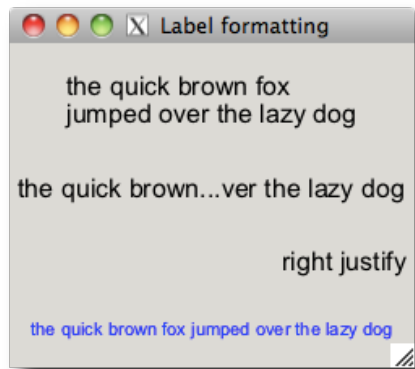 Label formatting
the quick brown fox
jumped over the lazy dog
the quick brown...ver the lazy dog
right justify
the quick brown fox jumped over the lazy dog